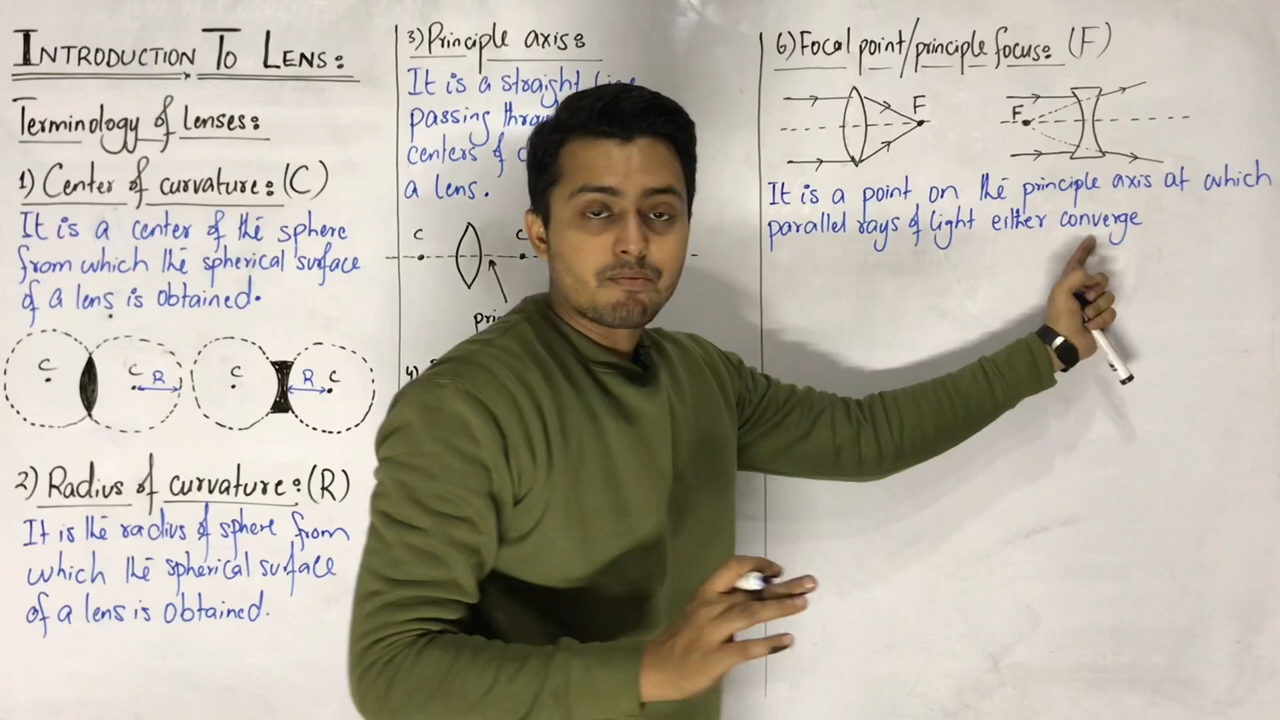 INTRODUCTION TO LENS:
Terminology of lenses:
1) Center of curvature: (C)
It is a center of the sphere
from which the spherical surface
of a lens is obtained.
C C R C R C
2) Radius of curvature: (R)
It is the radius of sphere from
which the spherical surface
of a lens is obtained.
3) Principle axis:
It is a straight line
passing
centers of
a lens.
C C
4)
6) Focal point/principle focus: (F)
F F
It is a point on the principle axis at which
parallel rays of light either converge